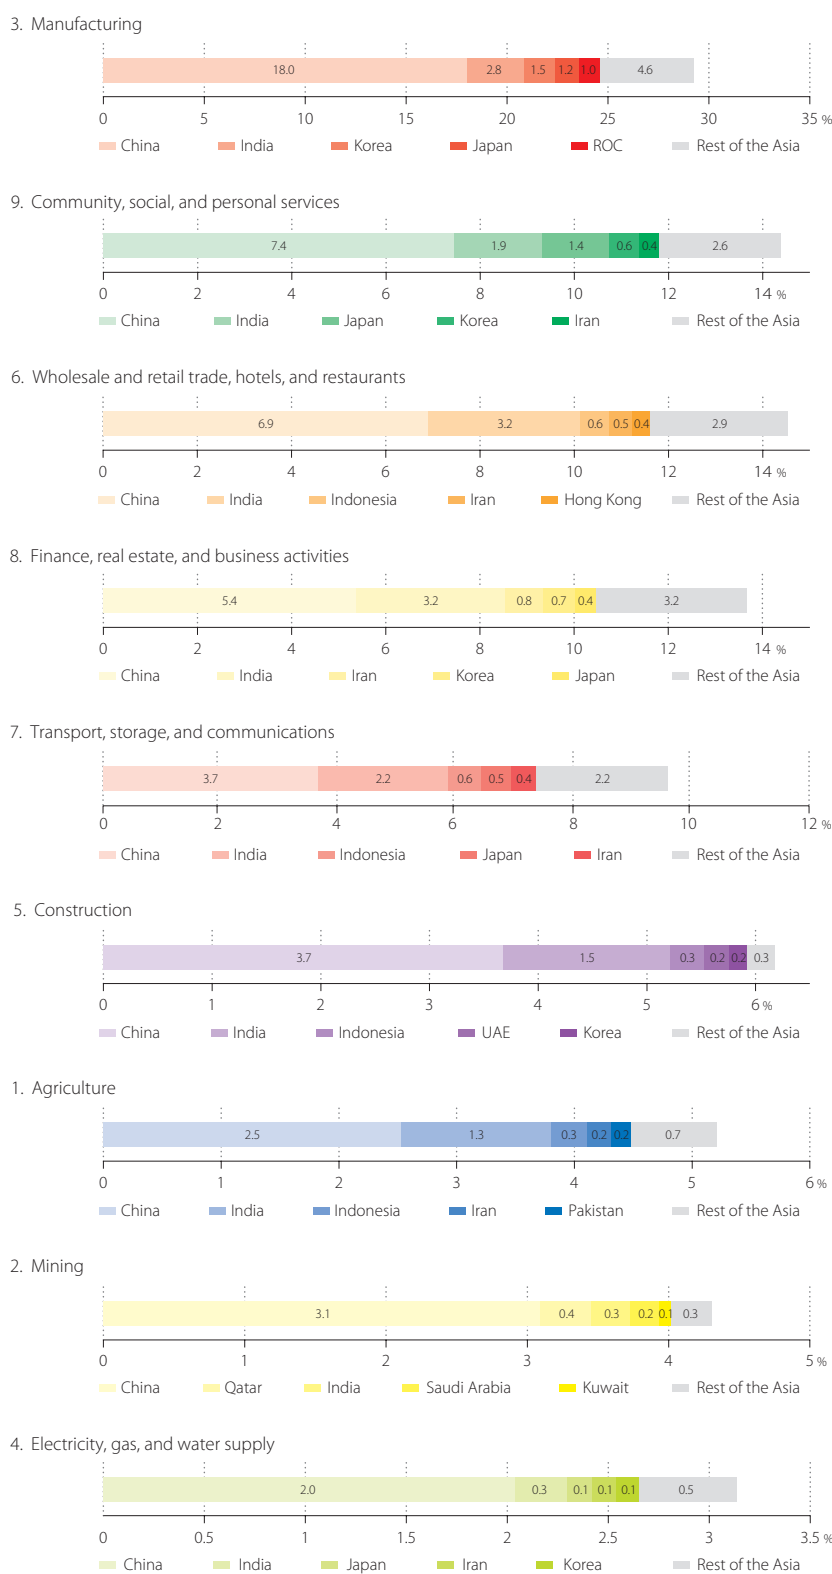 3. Manufacturing
18.0 2.8 1.5 1.2 1.0 4.6
0 5 10 15 20 25 30 35 %
China India Korea Japan ROC Rest of the Asia
9. Community, social, and personal services
7.4 1.9 1.4 0.6 0.4 2.6
0 2 4 6 8 10 12 14 %
China India Japan Korea Iran Rest of the Asia
6. Wholesale and retail trade, hotels, and restaurants
6.9 3.2 0.6 0.5 0.4 2.9
0 2 4 6 8 10 12 14 %
China India Indonesia Iran Hong Kong Rest of the Asia
8. Finance, real estate, and business activities
5.4 3.2 0.8 0.7 0.4 3.2
0 2 4 6 8 10 12 14 %
China India Iran Korea Japan Rest of the Asia
7. Transport, storage, and communications
3.7 2.2 0.6 0.5 0.4 2.2
0 2 4 6 8 10 12 %
China India Indonesia Japan Iran Rest of the Asia
5. Construction
3.7 1.5 0.3 0.2 0.2 0.3
0 1 2 3 4 5 6 %
China India Indonesia UAE Korea Rest of the Asia
1. Agriculture
2.5 1.3 0.3 0.2 0.2 0.7
0 1 2 3 4 5 6 %
China India Indonesia Iran Pakistan Rest of the Asia
2. Mining
3.1 0.4 0.3 0.2 0.1 0.3
0 1 2 3 4 5 %
China Qatar India Saudi Arabia Kuwait Rest of the Asia
4. Electricity, gas, and water supply
2.0 0.3 0.1 0.1 0.1 0.5
0 0.5 1 1.5 2 2.5 3 3.5 %
China India Japan Iran Korea Rest of the Asia